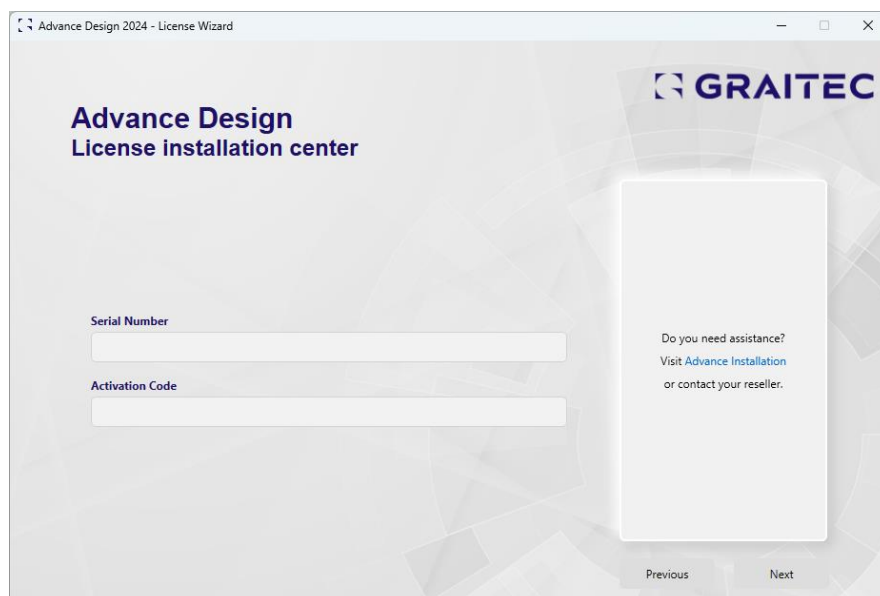 Advance Design 2024 - License Wizard
GRAITEC
Advance Design
License installation center
Serial Number
Activation Code
Do you need assistance?
Visit Advance Installation
or contact your reseller.
Previous
Next